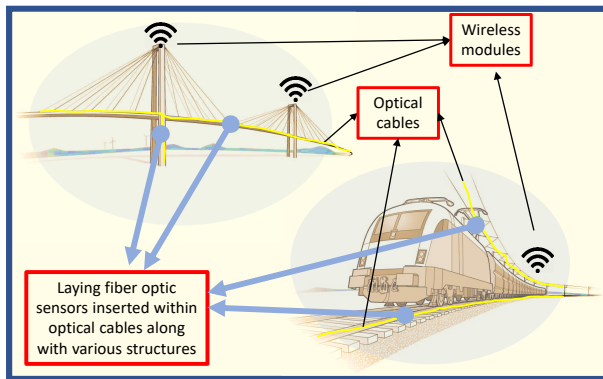 Wireless
modules
Optical
cables
Laying fiber optic
sensors inserted within
optical cables along
with various structures